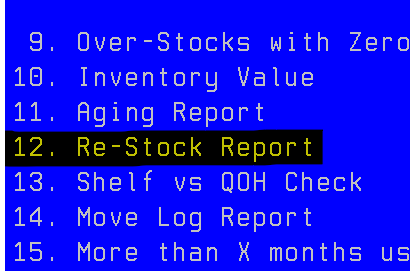 9. Over-Stocks with Zero
10. Inventory Value
11. Aging Report
12. Re-Stock Report
13. Shelf vs QOH Check
14. Move Log Report
15. More than X months us